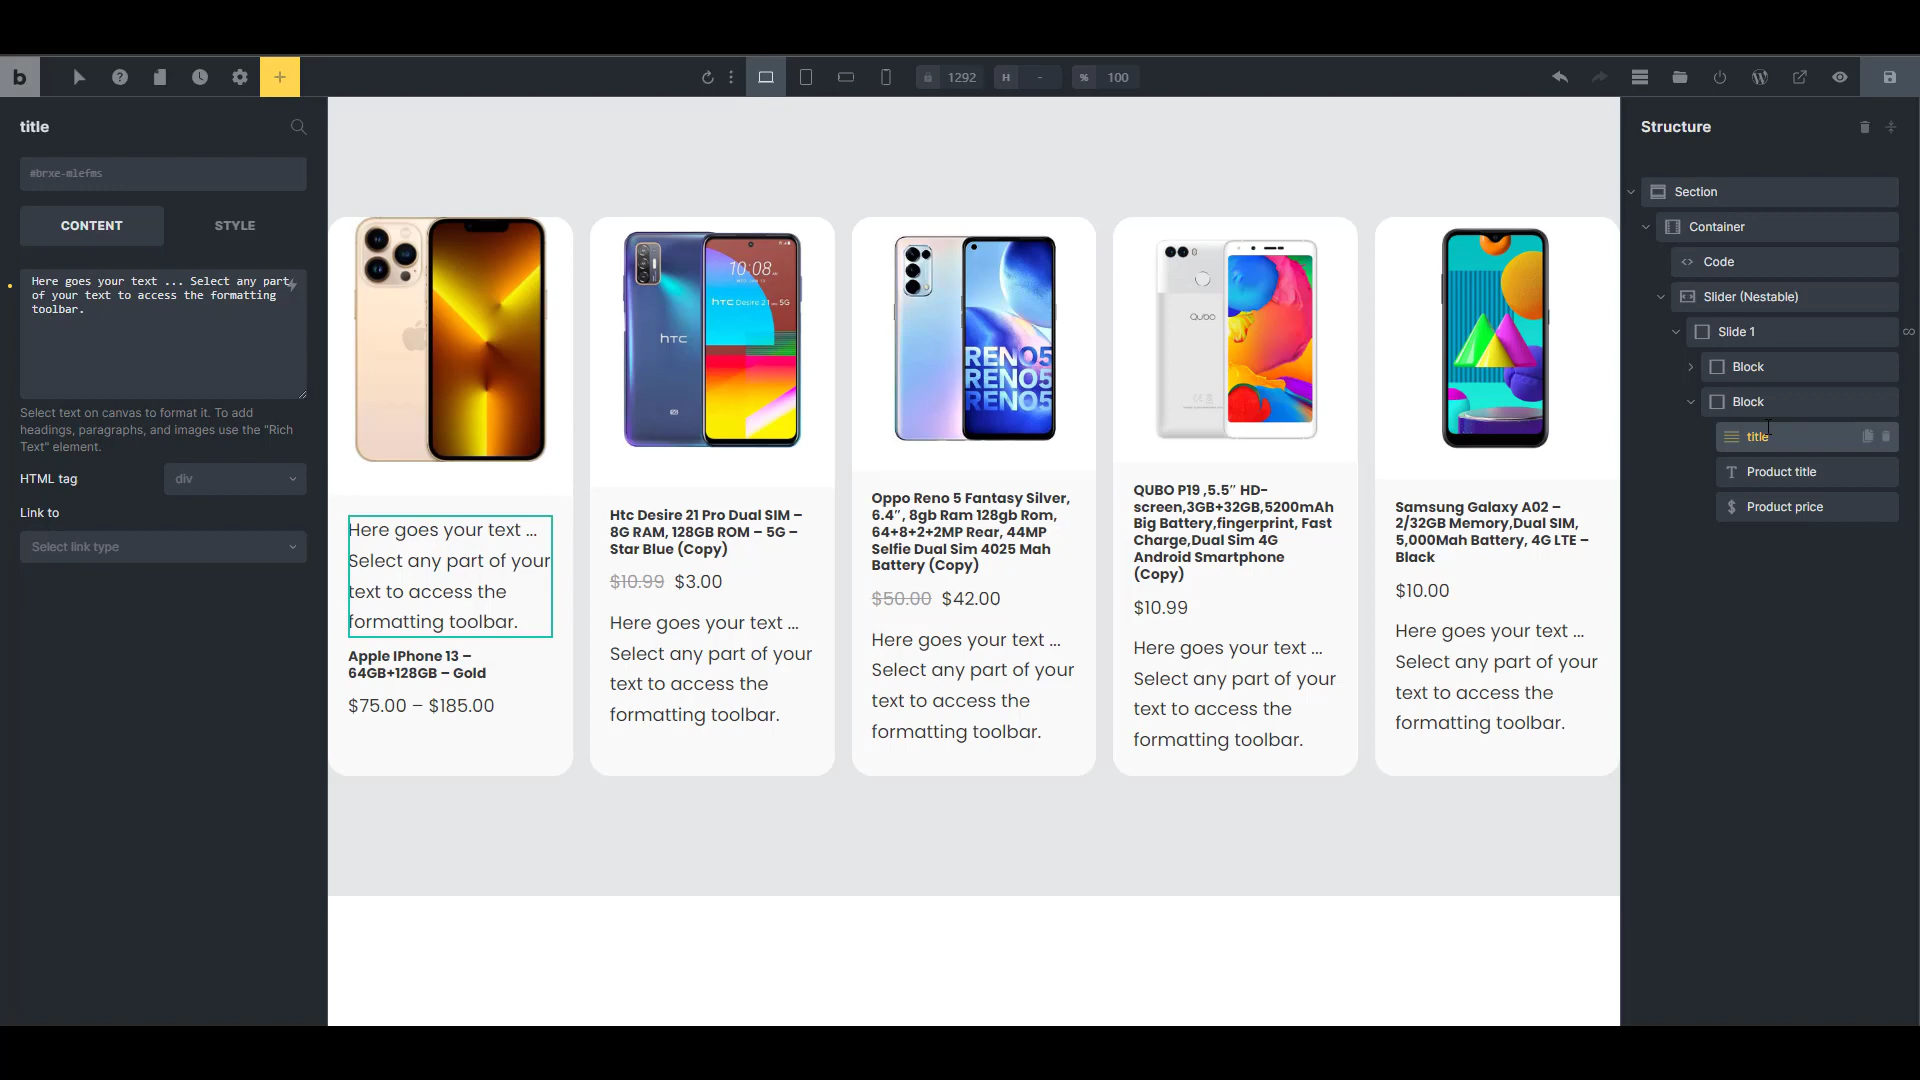 b
1292
H
-
%
100
title
#brxe-mlefms
CONTENT
STYLE
Here goes your text ... Select any part
of your text to access the formatting
toolbar.
Select text on canvas to format it. To add
headings, paragraphs, and images use the "Rich
Text" element.
HTML tag
div
Link to
Select link type
Here goes your text ...
Select any part of your
text to access the
formatting toolbar.
Apple IPhone 13 –
64GB+128GB – Gold
$75.00 – $185.00
10:08
hTC Desire 21 pro 5G
hTC
Htc Desire 21 Pro Dual SIM –
8G RAM, 128GB ROM – 5G –
Star Blue (Copy)
$10.99 $3.00
Here goes your text ...
Select any part of your
text to access the
formatting toolbar.
RENO5
RENO5
RENO5
Oppo Reno 5 Fantasy Silver,
6.4″, 8gb Ram 128gb Rom,
64+8+2+2MP Rear, 44MP
Selfie Dual Sim 4025 Mah
Battery (Copy)
$50.00 $42.00
Here goes your text ...
Select any part of your
text to access the
formatting toolbar.
QUBO
QUBO P19 ,5.5″ HD-
screen,3GB+32GB,5200mAh
Big Battery,fingerprint, Fast
Charge,Dual Sim 4G
Android Smartphone
(Copy)
$10.99
Here goes your text ...
Select any part of your
text to access the
formatting toolbar.
Samsung Galaxy A02 –
2/32GB Memory,Dual SIM,
5,000Mah Battery, 4G LTE –
Black
$10.00
Here goes your text ...
Select any part of your
text to access the
formatting toolbar.
Structure
Section
Container
Code
Slider (Nestable)
Slide 1
Block
Block
title
Product title
Product price